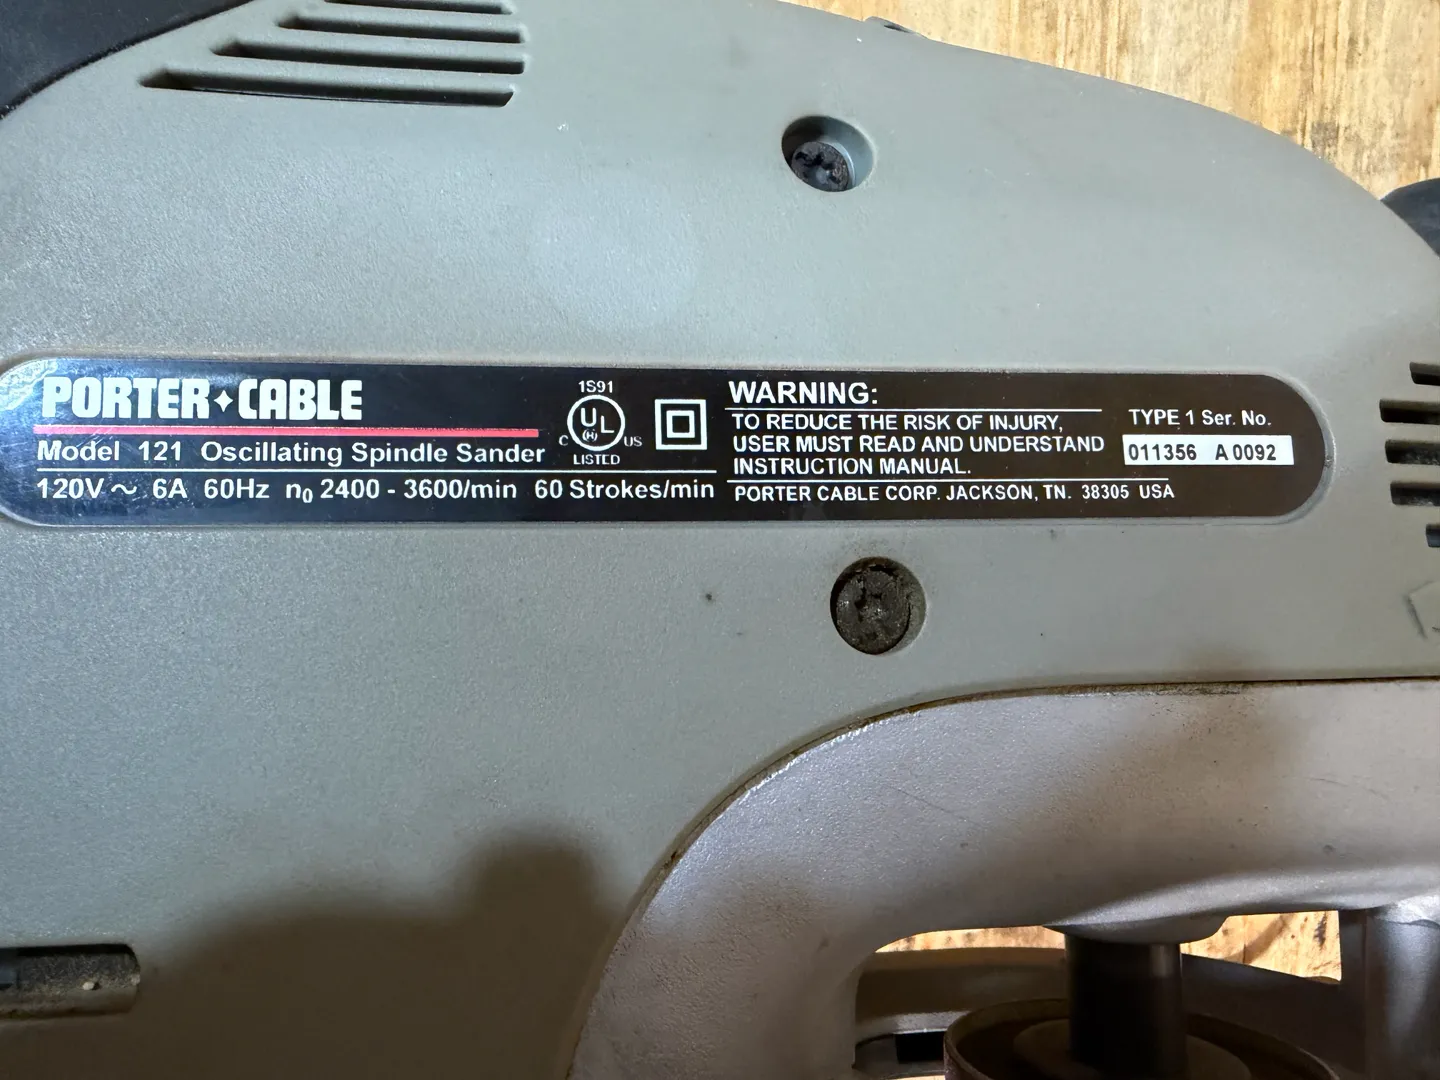 PORTER+CABLE
Model 121 Oscillating Spindle Sander
120V ~ 6A 60Hz n0 2400 - 3600/min 60 Strokes/min
1S91
UL
(H)
C US
LISTED
WARNING:
TO REDUCE THE RISK OF INJURY,
USER MUST READ AND UNDERSTAND
INSTRUCTION MANUAL.
PORTER CABLE CORP. JACKSON, TN. 38305 USA
TYPE 1 Ser. No.
011356 A 0092